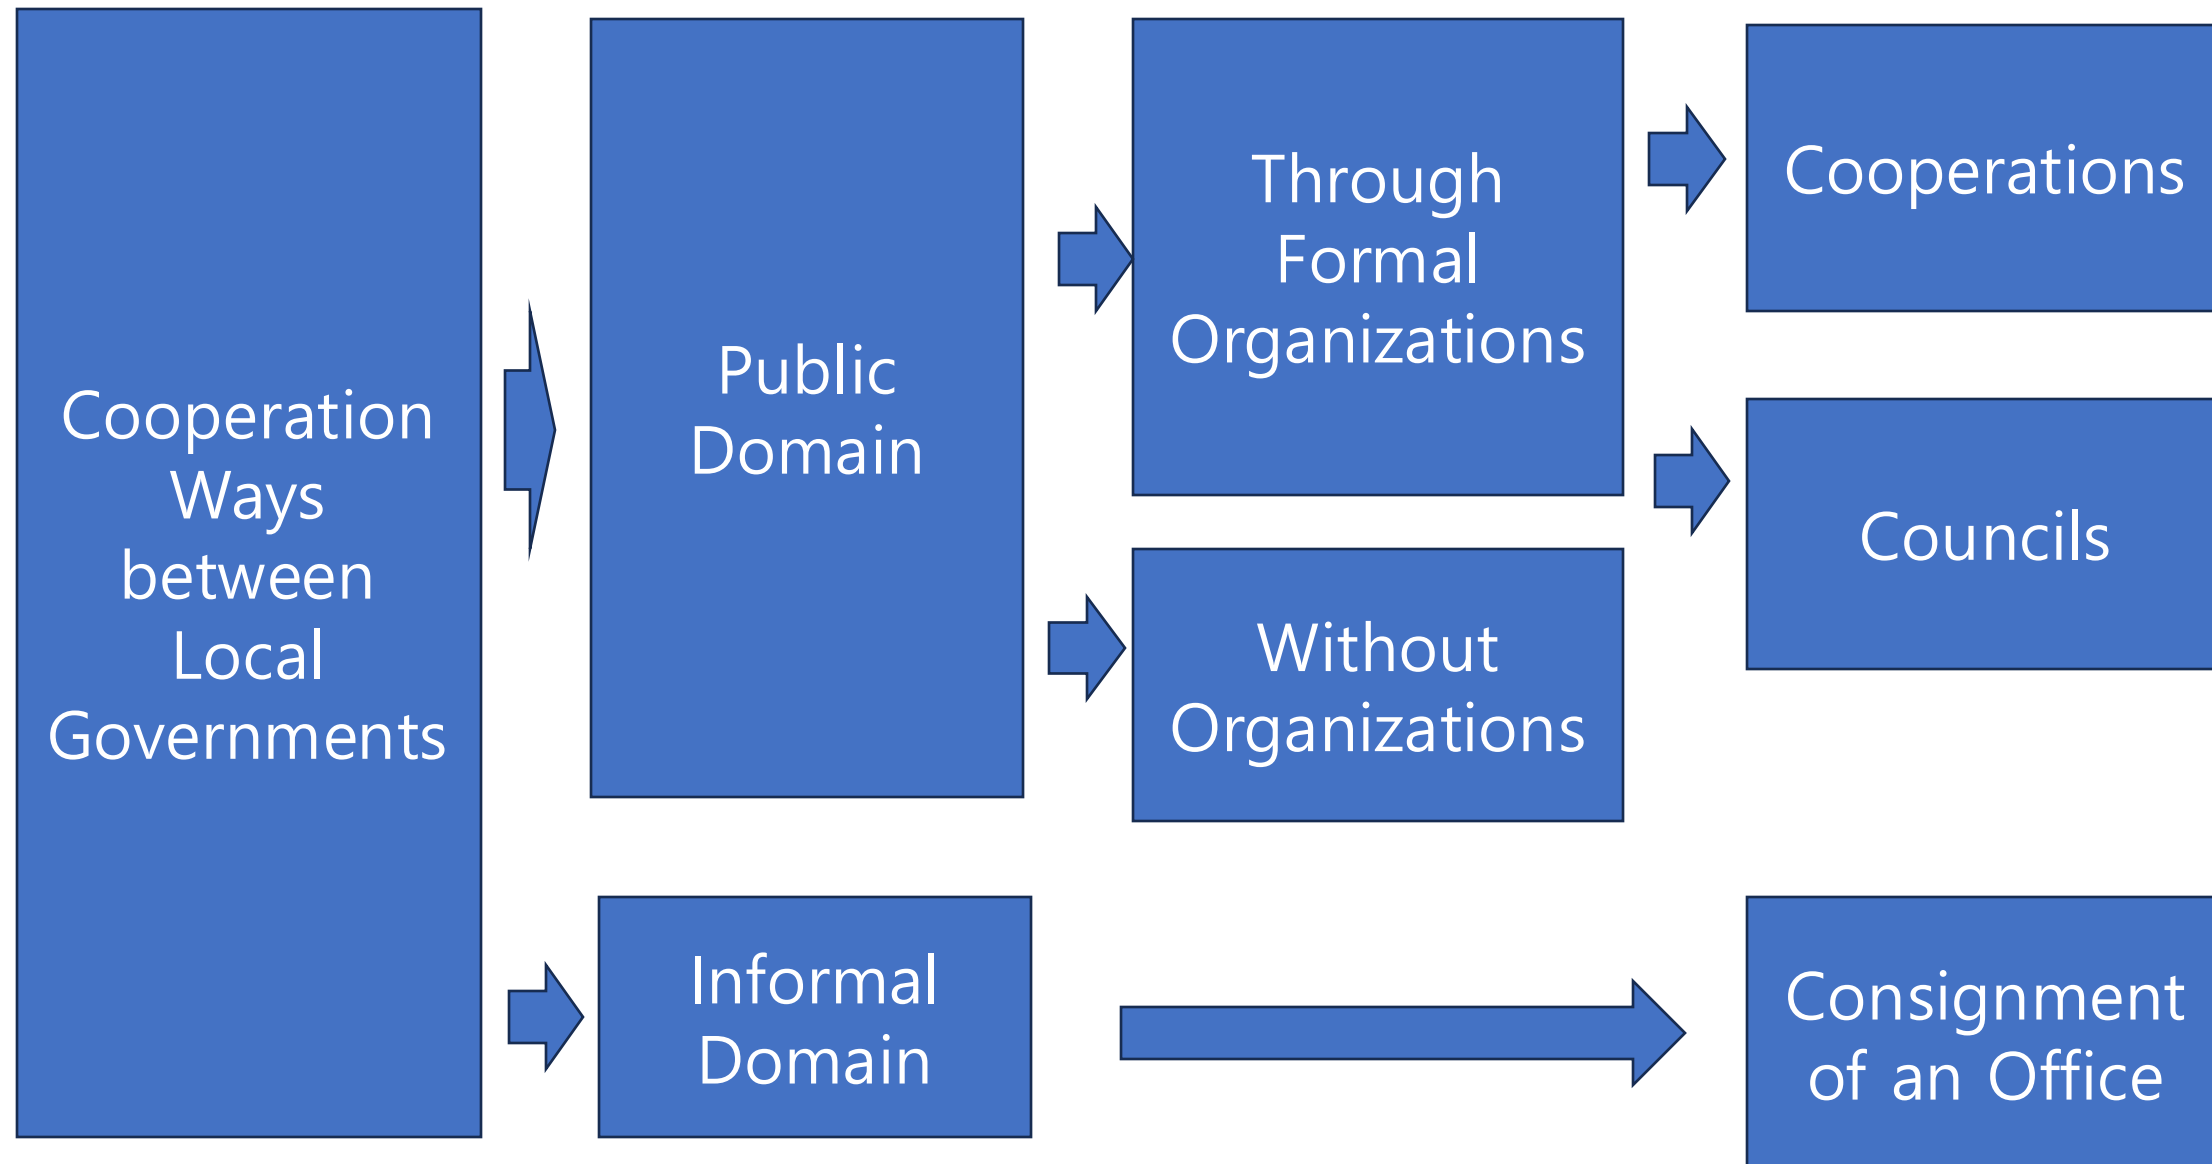 Cooperation
Ways
between
Local
Governments
Public
Domain
Through
Formal
Organizations
Cooperations
Councils
Without
Organizations
Informal
Domain
Consignment
of an Office